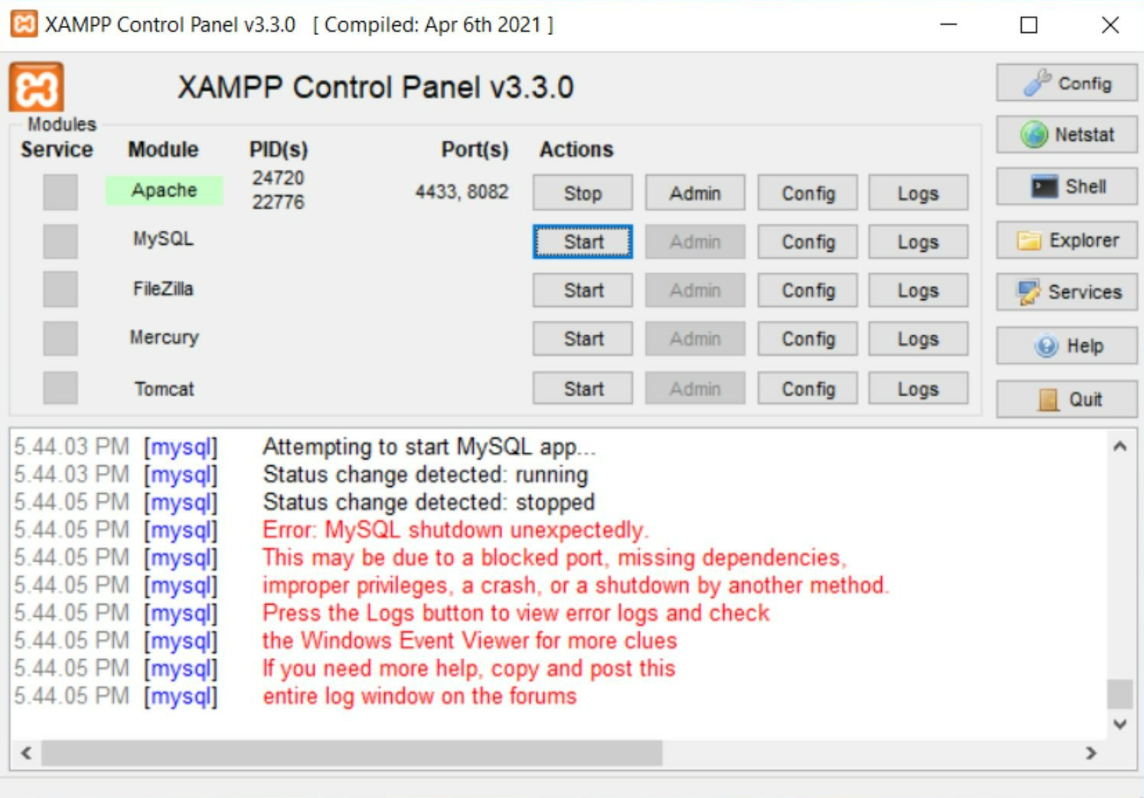 XAMPP Control Panel v3.3.0 [ Compiled: Apr 6th 2021 ]
XAMPP Control Panel v3.3.0
Config
Modules
Netstat
Service Module PID(s) Port(s) Actions
Apache 24720 22776 4433, 8082 Stop Admin Config Logs
Shell
MySQL Start Admin Config Logs
Explorer
FileZilla Start Admin Config Logs
Services
Mercury Start Admin Config Logs
Help
Tomcat Start Admin Config Logs
Quit
5.44.03 PM [mysql] Attempting to start MySQL app...
5.44.03 PM [mysql] Status change detected: running
5.44.05 PM [mysql] Status change detected: stopped
5.44.05 PM [mysql] Error: MySQL shutdown unexpectedly.
5.44.05 PM [mysql] This may be due to a blocked port, missing dependencies,
5.44.05 PM [mysql] improper privileges, a crash, or a shutdown by another method.
5.44.05 PM [mysql] Press the Logs button to view error logs and check
5.44.05 PM [mysql] the Windows Event Viewer for more clues
5.44.05 PM [mysql] If you need more help, copy and post this
5.44.05 PM [mysql] entire log window on the forums